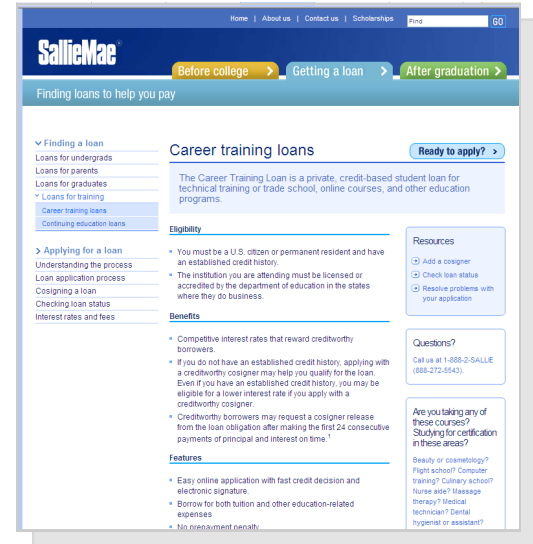 Home | About us | Contact us | Scholarships
Find
GO
SallieMae
Before college
Getting a loan
After graduation
Finding loans to help you pay
Finding a loan
Loans for undergrads
Loans for parents
Loans for graduates
Loans for training
Career training loans
Continuing education loans
Applying for a loan
Understanding the process
Loan application process
Cosigning a loan
Checking loan status
Interest rates and fees
Career training loans
Ready to apply? >
The Career Training Loan is a private, credit-based student loan for
technical training or trade school, online courses, and other education
programs.
Eligibility
You must be a U.S. citizen or permanent resident and have
an established credit history.
The institution you are attending must be licensed or
accredited by the department of education in the states
where they do business.
Benefits
Competitive interest rates that reward creditworthy
borrowers.
If you do not have an established credit history, applying with
a creditworthy cosigner may help you qualify for the loan.
Even if you have an established credit history, you may be
eligible for a lower interest rate if you apply with a
creditworthy cosigner.
Creditworthy borrowers may request a cosigner release
from the loan obligation after making the first 24 consecutive
payments of principal and interest on time.1
Features
Easy online application with fast credit decision and
electronic signature.
Borrow for both tuition and other education-related
expenses
No prepayment penalty
Resources
Add a cosigner
Check loan status
Resolve problems with
your application
Questions?
Call us at 1-888-2-SALLIE
(888-272-5543).
Are you taking any of
these courses?
Studying for certification
in these areas?
Beauty or cosmetology?
Flight school? Computer
training? Culinary school?
Nurse aide? Massage
therapy? Medical
technician? Dental
hygienist or assistant?